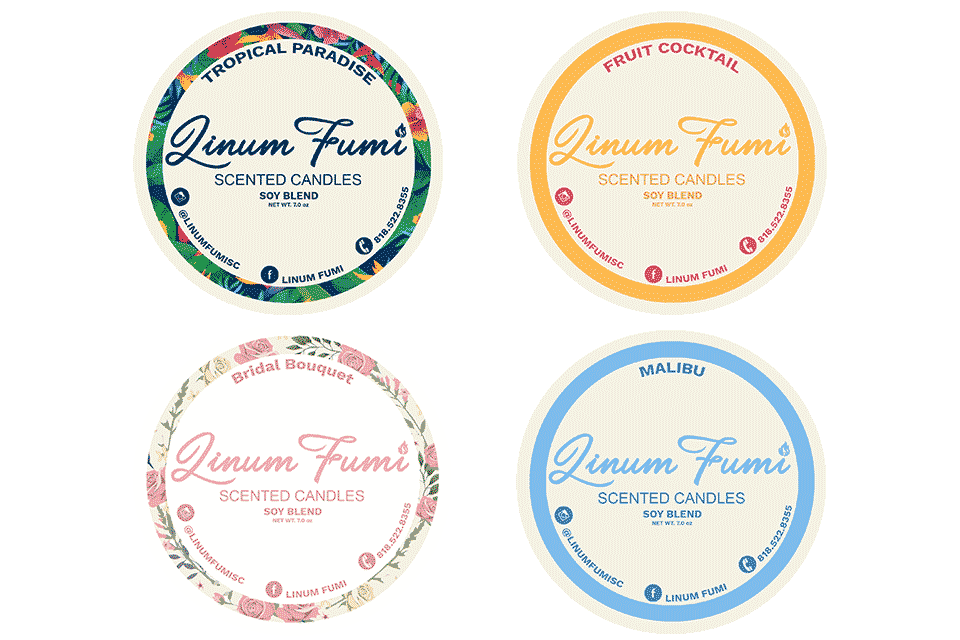 TROPICAL PARADISE
Linum Fumi
SCENTED CANDLES
SOY BLEND
NET WT. 7.0 oz
@LINUMFUMISC
LINUM FUMI
818.522.8355
FRUIT COCKTAIL
Linum Fumi
SCENTED CANDLES
SOY BLEND
NET WT. 7.0 oz
@LINUMFUMISC
LINUM FUMI
818.522.8355
Bridal Bouquet
Linum Fumi
SCENTED CANDLES
SOY BLEND
NET WT. 7.0 oz
@LINUMFUMISC
LINUM FUMI
818.522.8355
MALIBU
Linum Fumi
SCENTED CANDLES
SOY BLEND
NET WT. 7.0 oz
@LINUMFUMISC
LINUM FUMI
818.522.8355